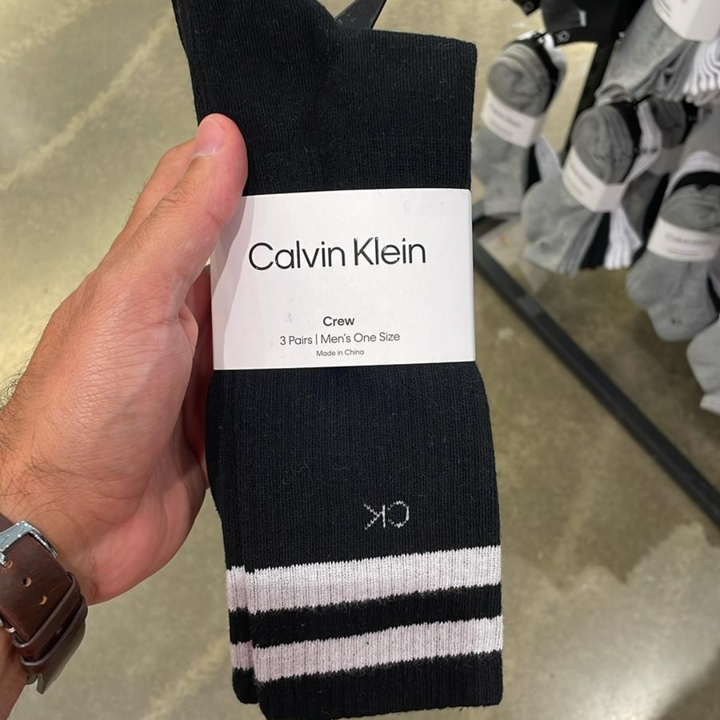 Calvin Klein
Crew
3 Pairs | Men's One Size
Made in China
CK